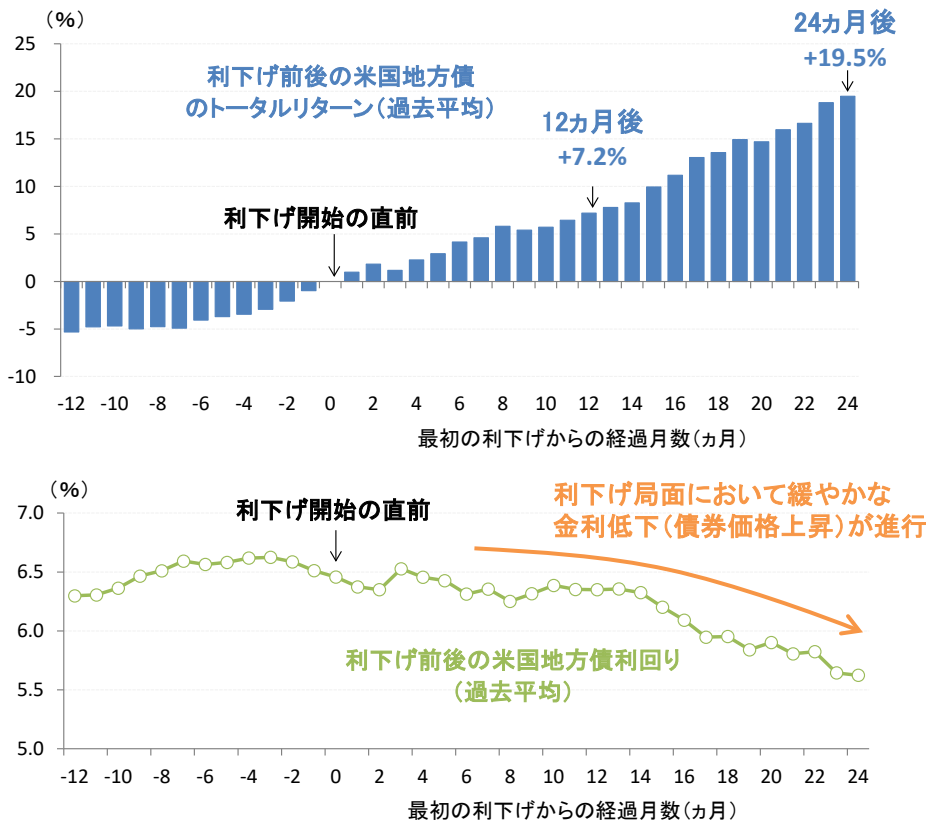 （%）
25
20
15
10
5
0
-5
-10
利下げ前後の米国地方債
のトータルリターン（過去平均）
24ヵ月後
+19.5%
12ヵ月後
+7.2%
利下げ開始の直前
-12 -10 -8 -6 -4 -2 0 2 4 6 8 10 12 14 16 18 20 22 24
最初の利下げからの経過月数（ヵ月）
（%）
7.0
6.5
6.0
5.5
5.0
利下げ開始の直前
利下げ局面において緩やかな
金利低下（債券価格上昇）が進行
利下げ前後の米国地方債利回り
（過去平均）
-12 -10 -8 -6 -4 -2 0 2 4 6 8 10 12 14 16 18 20 22 24
最初の利下げからの経過月数（ヵ月）